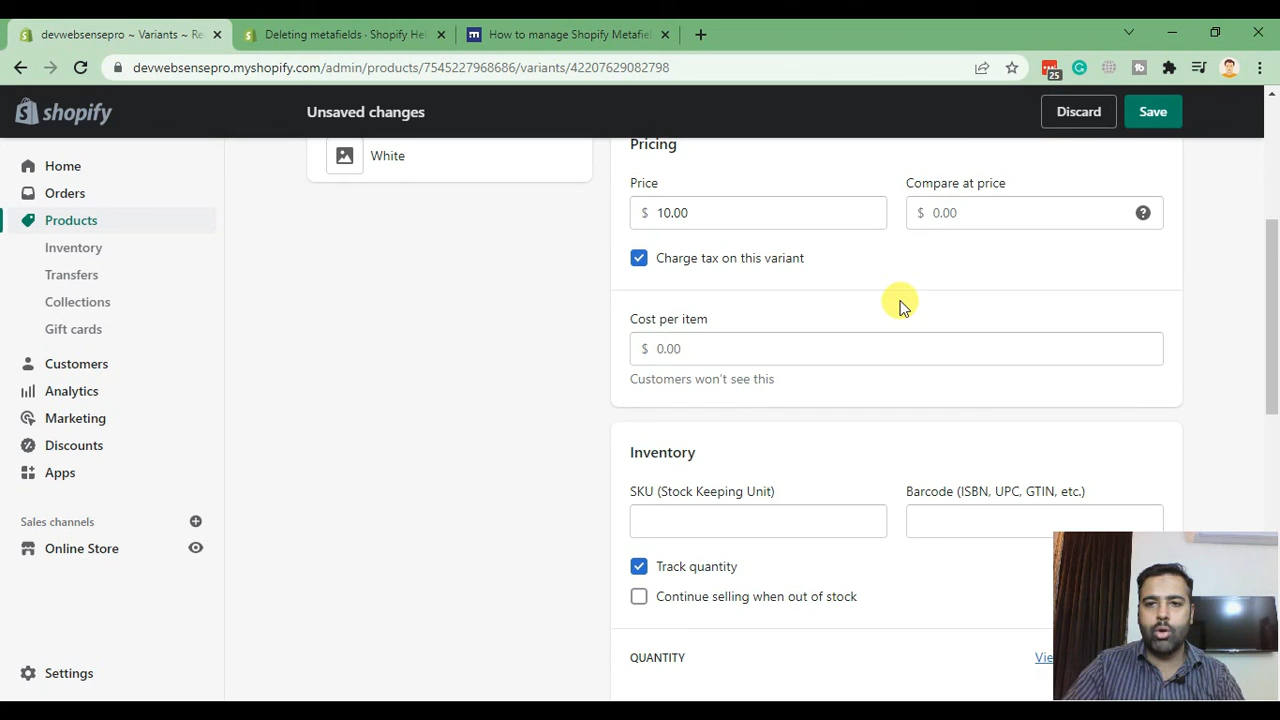 devwebsensepro ~ Variants ~ Re
Deleting metafields · Shopify Hel
How to manage Shopify Metafiel
devwebsensepro.myshopify.com/admin/products/7545227968686/variants/42207629082798
25
shopify
Unsaved changes
Discard
Save
Home
Orders
Products
Inventory
Transfers
Collections
Gift cards
Customers
Analytics
Marketing
Discounts
Apps
Sales channels
Online Store
Settings
White
Pricing
Price
Compare at price
$ 10.00
$ 0.00
Charge tax on this variant
Cost per item
$ 0.00
Customers won't see this
Inventory
SKU (Stock Keeping Unit)
Barcode (ISBN, UPC, GTIN, etc.)
Track quantity
Continue selling when out of stock
QUANTITY
Vie